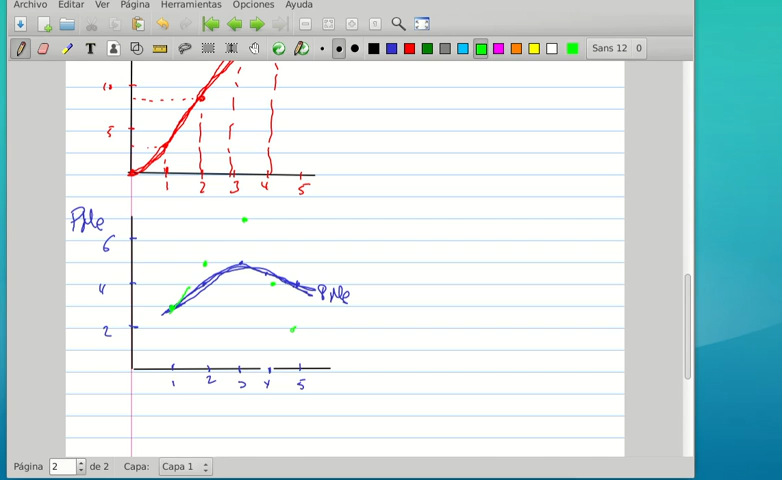 Archivo Editar Ver Página Herramientas Opciones Ayuda
Sans 12 0
10
5
1 2 3 4 5
PMe
6
4
PMe
2
1 2 3 4 5
Página 2 de 2 Capa: Capa 1